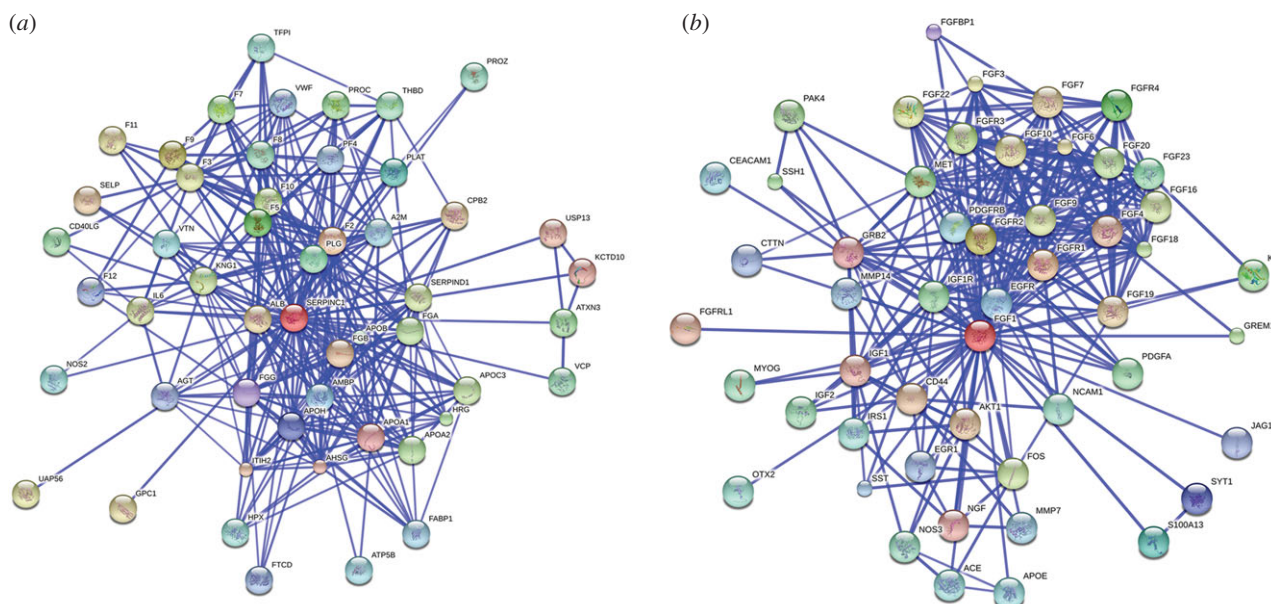 (a)
TFPI
PROZ
F7
VWF
PROC
THBD
F11
F9
F8
PF4
F3
PLAT
SELP
F10
F5
CPB2
CD40LG
VTN
F2
A2M
USP13
PLG
F12
KNG1
KCTD10
SERPIND1
IL6
ALB
SERPINC1
ATXN3
APOB
FGA
FGB
NOS2
VCP
AGT
FGG
AMBP
APOC3
HRG
APOH
APOA1
APOA2
ITIH2
AHSG
UAP56
GPC1
HPX
FABP1
FTCD
ATP5B
(b)
FGFBP1
FGF3
FGF7
FGFR4
PAK4
FGF22
FGFR3
FGF10
FGF6
FGF20
FGF23
CEACAM1
SSH1
MET
FGF16
PDGFRB
FGF9
FGFR2
FGF4
CTTN
GRB2
FGFR1
FGF18
K
MMP14
IGF1R
EGFR
FGF19
FGFRL1
FGF1
GREM
MYOG
IGF1
PDGFA
IGF2
CD44
NCAM1
IRS1
AKT1
JAG1
OTX2
EGR1
FOS
SST
SYT1
NGF
MMP7
NOS3
S100A13
ACE
APOE